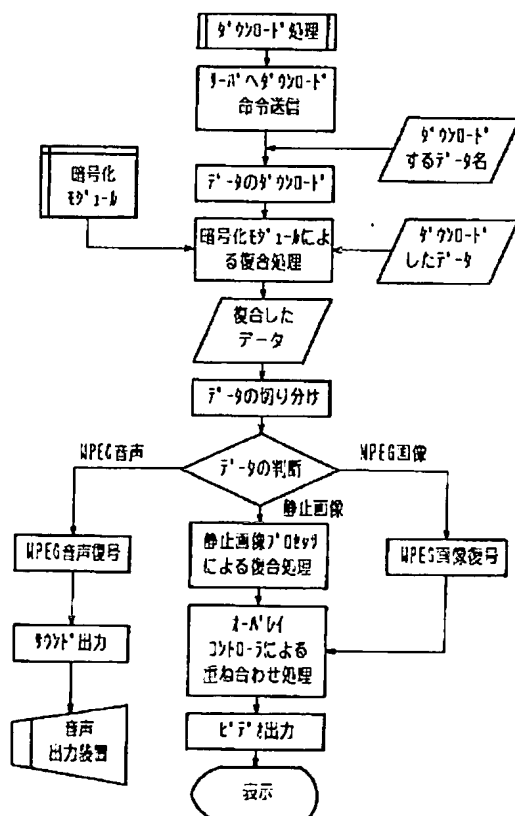 ダウンロード処理
サーバへダウンロード
命令送信
ダウンロード
するデータ名
データのダウンロード
暗号化
モジュール
暗号化モジュールによ
る復合処理
ダウンロード
したデータ
復合した
データ
データの切り分け
MPEG音声
MPEG画像
データの判断
静止画像
MPEG音声復号
静止画像プロセッサ
による復合処理
MPEG画像復号
サウンド出力
オーバレイ
コントローラによる
重ね合わせ処理
音声
出力装置
ビデオ出力
表示